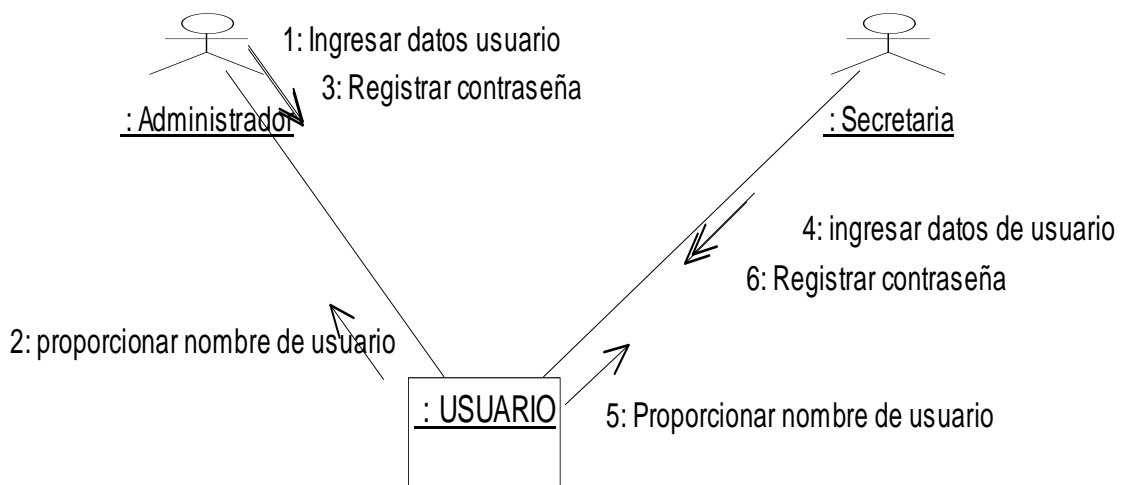 1: Ingresar datos usuario
3: Registrar contraseña
: Administrador
: Secretaria
4: ingresar datos de usuario
6: Registrar contraseña
2: proporcionar nombre de usuario
: USUARIO
5: Proporcionar nombre de usuario